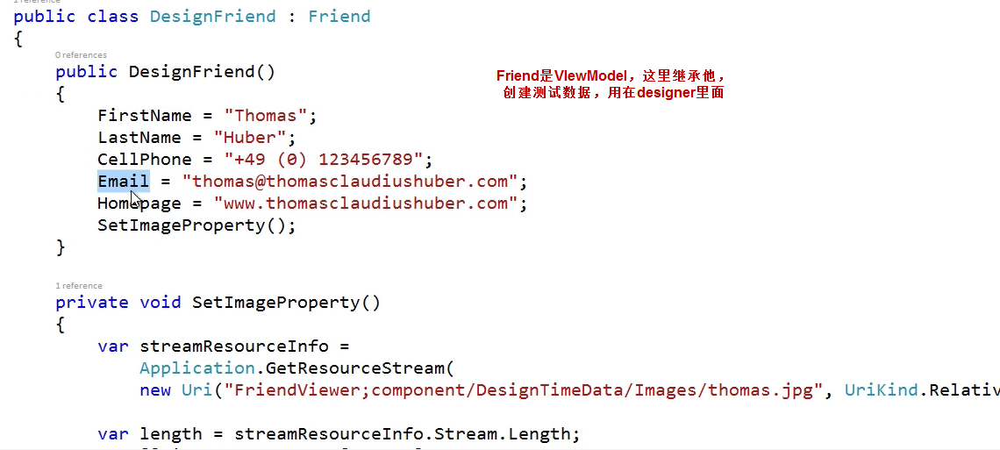 1 reference
public class DesignFriend : Friend
{
0 references
public DesignFriend()
Friend是VIewModel，这里继承他，
{
创建测试数据，用在designer里面
FirstName = "Thomas";
LastName = "Huber";
CellPhone = "+49 (0) 123456789";
Email = "thomas@thomasclaudiushuber.com";
Homepage = "www.thomasclaudiushuber.com";
SetImageProperty();
}
1 reference
private void SetImageProperty()
{
var streamResourceInfo =
Application.GetResourceStream(
new Uri("FriendViewer;component/DesignTimeData/Images/thomas.jpg", UriKind.Relativ
var length = streamResourceInfo.Stream.Length;